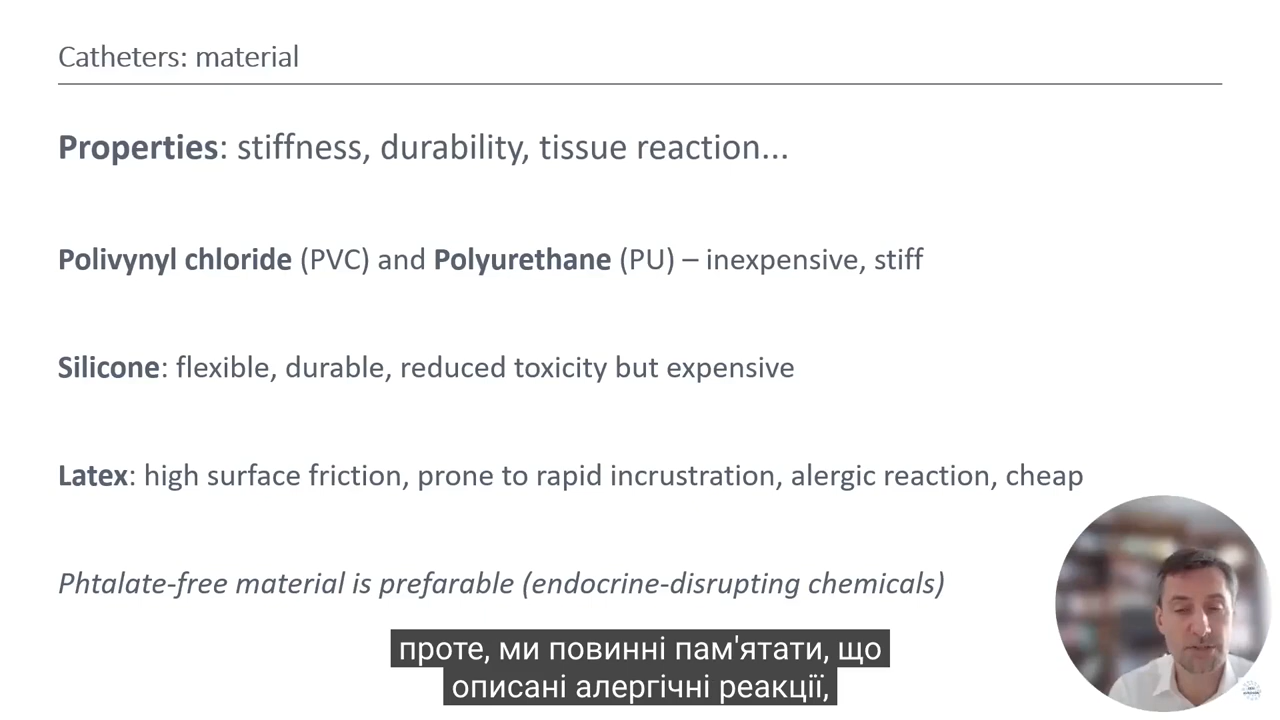 Catheters: material
Properties: stiffness, durability, tissue reaction...
Polivynyl chloride (PVC) and Polyurethane (PU) – inexpensive, stiff
Silicone: flexible, durable, reduced toxicity but expensive
Latex: high surface friction, prone to rapid incrustration, alergic reaction, cheap
Phtalate-free material is prefarable (endocrine-disrupting chemicals)
проте, ми повинні пам'ятати, що
описані алергічні реакції,